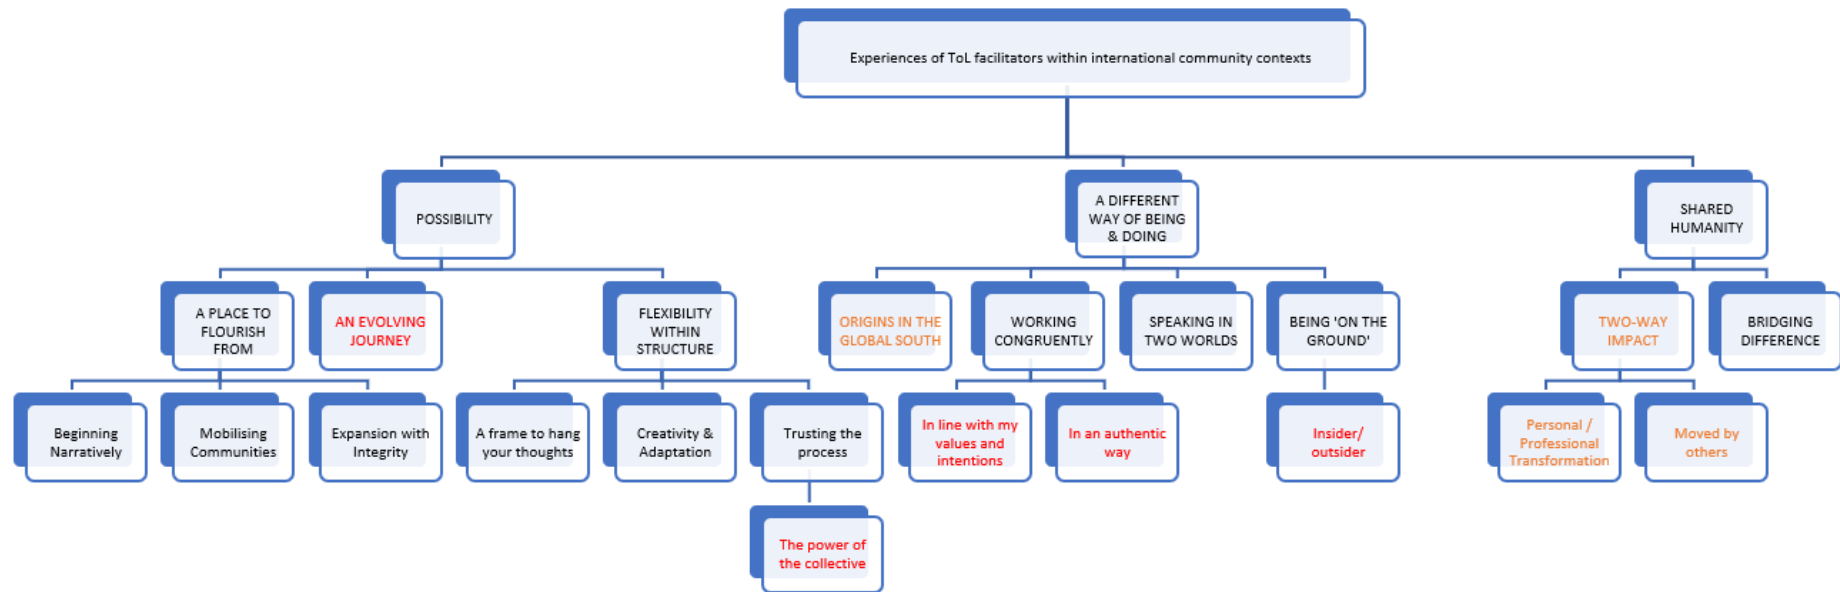 Experiences of ToL facilitators within international community contexts
POSSIBILITY
A DIFFERENT
WAY OF BEING
& DOING
SHARED
HUMANITY
A PLACE TO
FLOURISH
FROM
AN EVOLVING
JOURNEY
FLEXIBILITY
WITHIN
STRUCTURE
ORIGINS IN THE
GLOBAL SOUTH
WORKING
CONGRUENTLY
SPEAKING IN
TWO WORLDS
BEING 'ON THE
GROUND'
TWO-WAY
IMPACT
BRIDGING
DIFFERENCE
Beginning
Narratively
Mobilising
Communities
Expansion with
Integrity
A frame to hang
your thoughts
Creativity &
Adaptation
Trusting the
process
In line with my
values and
intentions
In an authentic
way
Insider/
outsider
Personal /
Professional
Transformation
Moved by
others
The power of
the collective